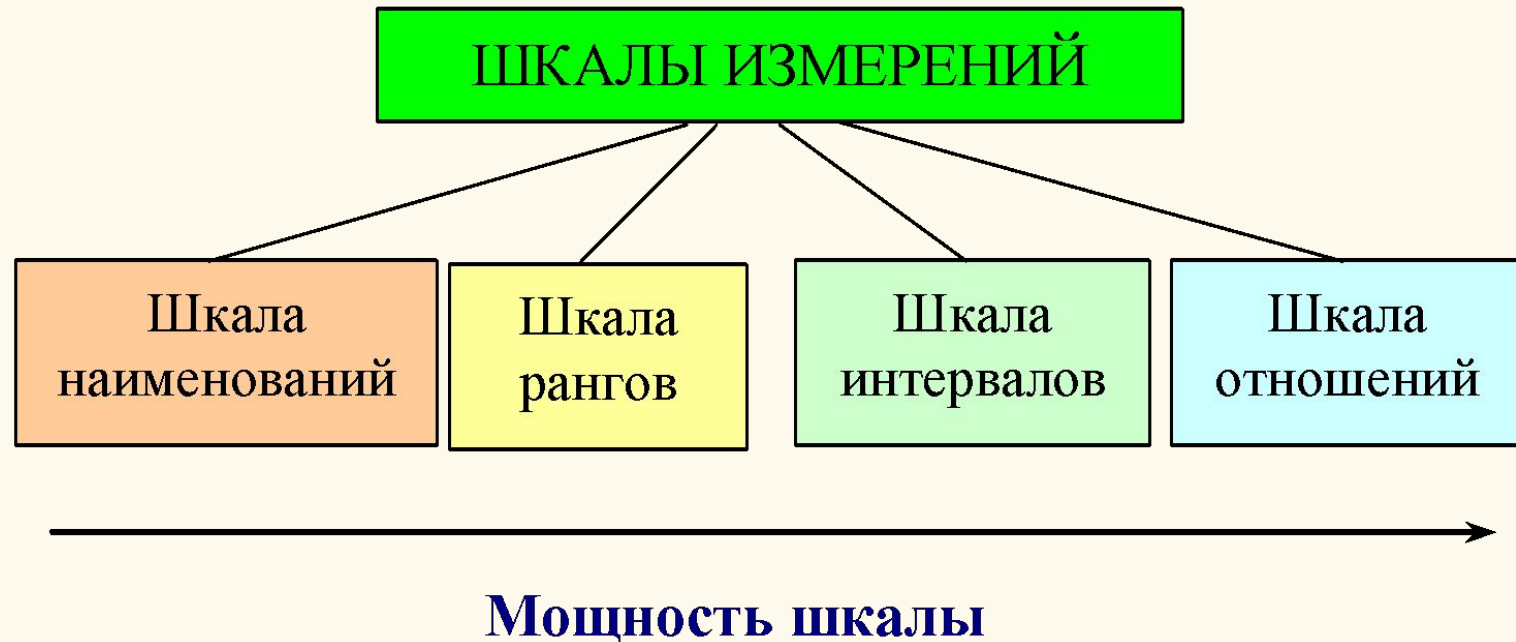 ШКАЛЫ ИЗМЕРЕНИЙ
Шкала
наименований
Шкала
рангов
Шкала
интервалов
Шкала
отношений
Мощность шкалы